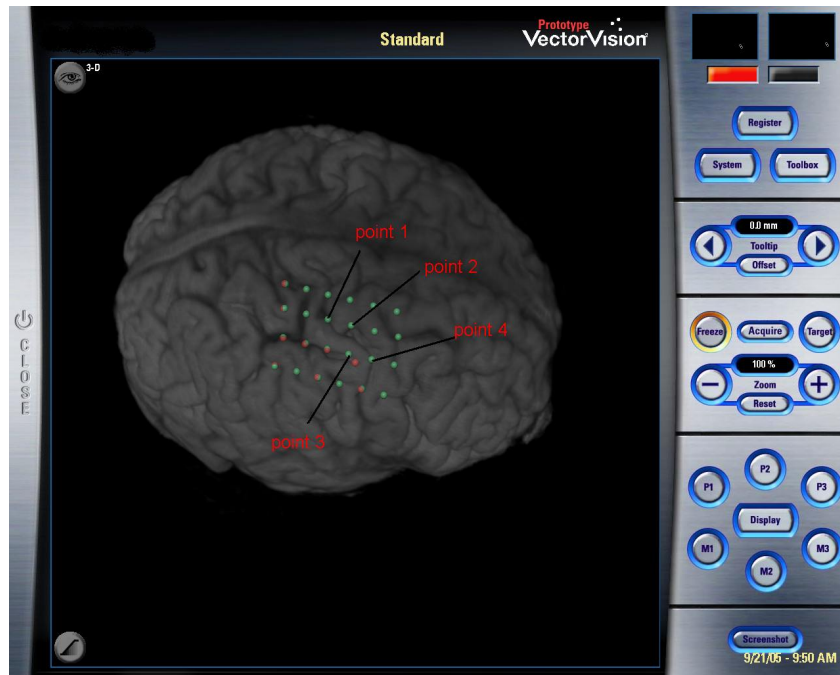 Standard
Prototype
VectorVision²
3-D
point 1
point 2
point 4
point 3
CLOSE
Register
System
Toolbox
0.0 mm
Tooltip
Offset
Freeze
Acquire
Target
100 %
Zoom
Reset
P1
P2
P3
Display
M1
M2
M3
Screenshot
9/21/05 - 9:50 AM